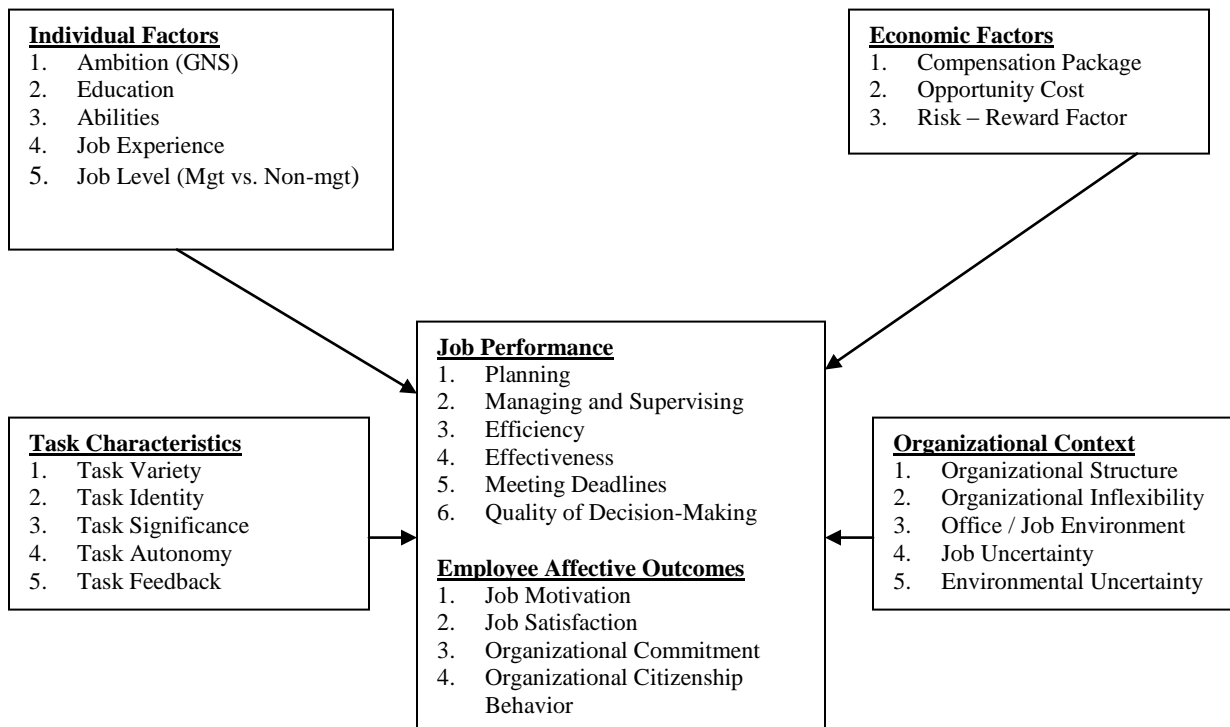 Individual Factors
1. Ambition (GNS)
2. Education
3. Abilities
4. Job Experience
5. Job Level (Mgt vs. Non-mgt)
Economic Factors
1. Compensation Package
2. Opportunity Cost
3. Risk – Reward Factor
Job Performance
1. Planning
2. Managing and Supervising
3. Efficiency
4. Effectiveness
5. Meeting Deadlines
6. Quality of Decision-Making
Employee Affective Outcomes
1. Job Motivation
2. Job Satisfaction
3. Organizational Commitment
4. Organizational Citizenship
Behavior
Task Characteristics
1. Task Variety
2. Task Identity
3. Task Significance
4. Task Autonomy
5. Task Feedback
Organizational Context
1. Organizational Structure
2. Organizational Inflexibility
3. Office / Job Environment
4. Job Uncertainty
5. Environmental Uncertainty